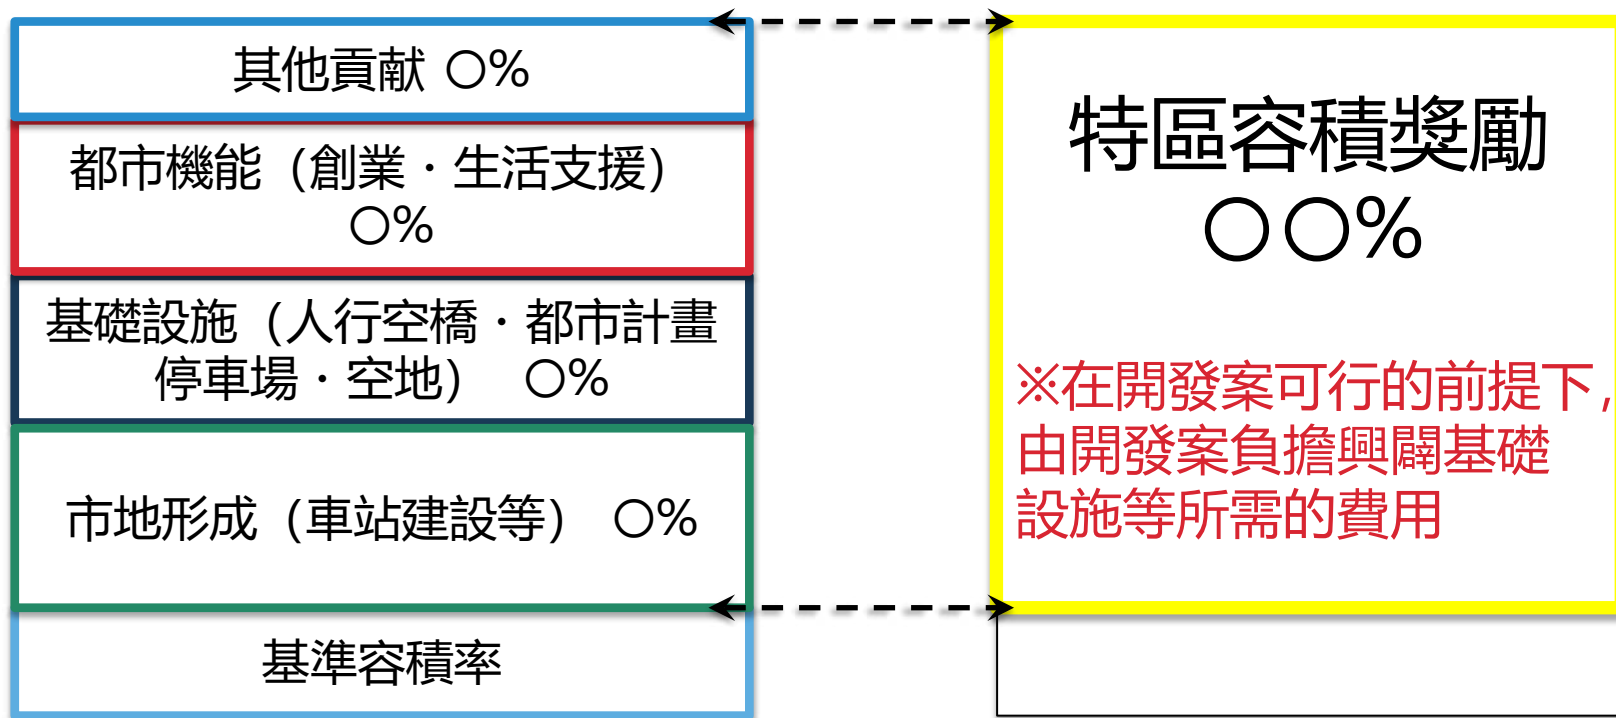 其他貢献 〇%
都市機能（創業・生活支援）
〇%
基礎設施（人行空橋・都市計畫
停車場・空地） 〇%
市地形成（車站建設等） 〇%
基準容積率
特區容積獎勵
〇〇%
※在開發案可行的前提下,
由開發案負擔興闢基礎
設施等所需的費用